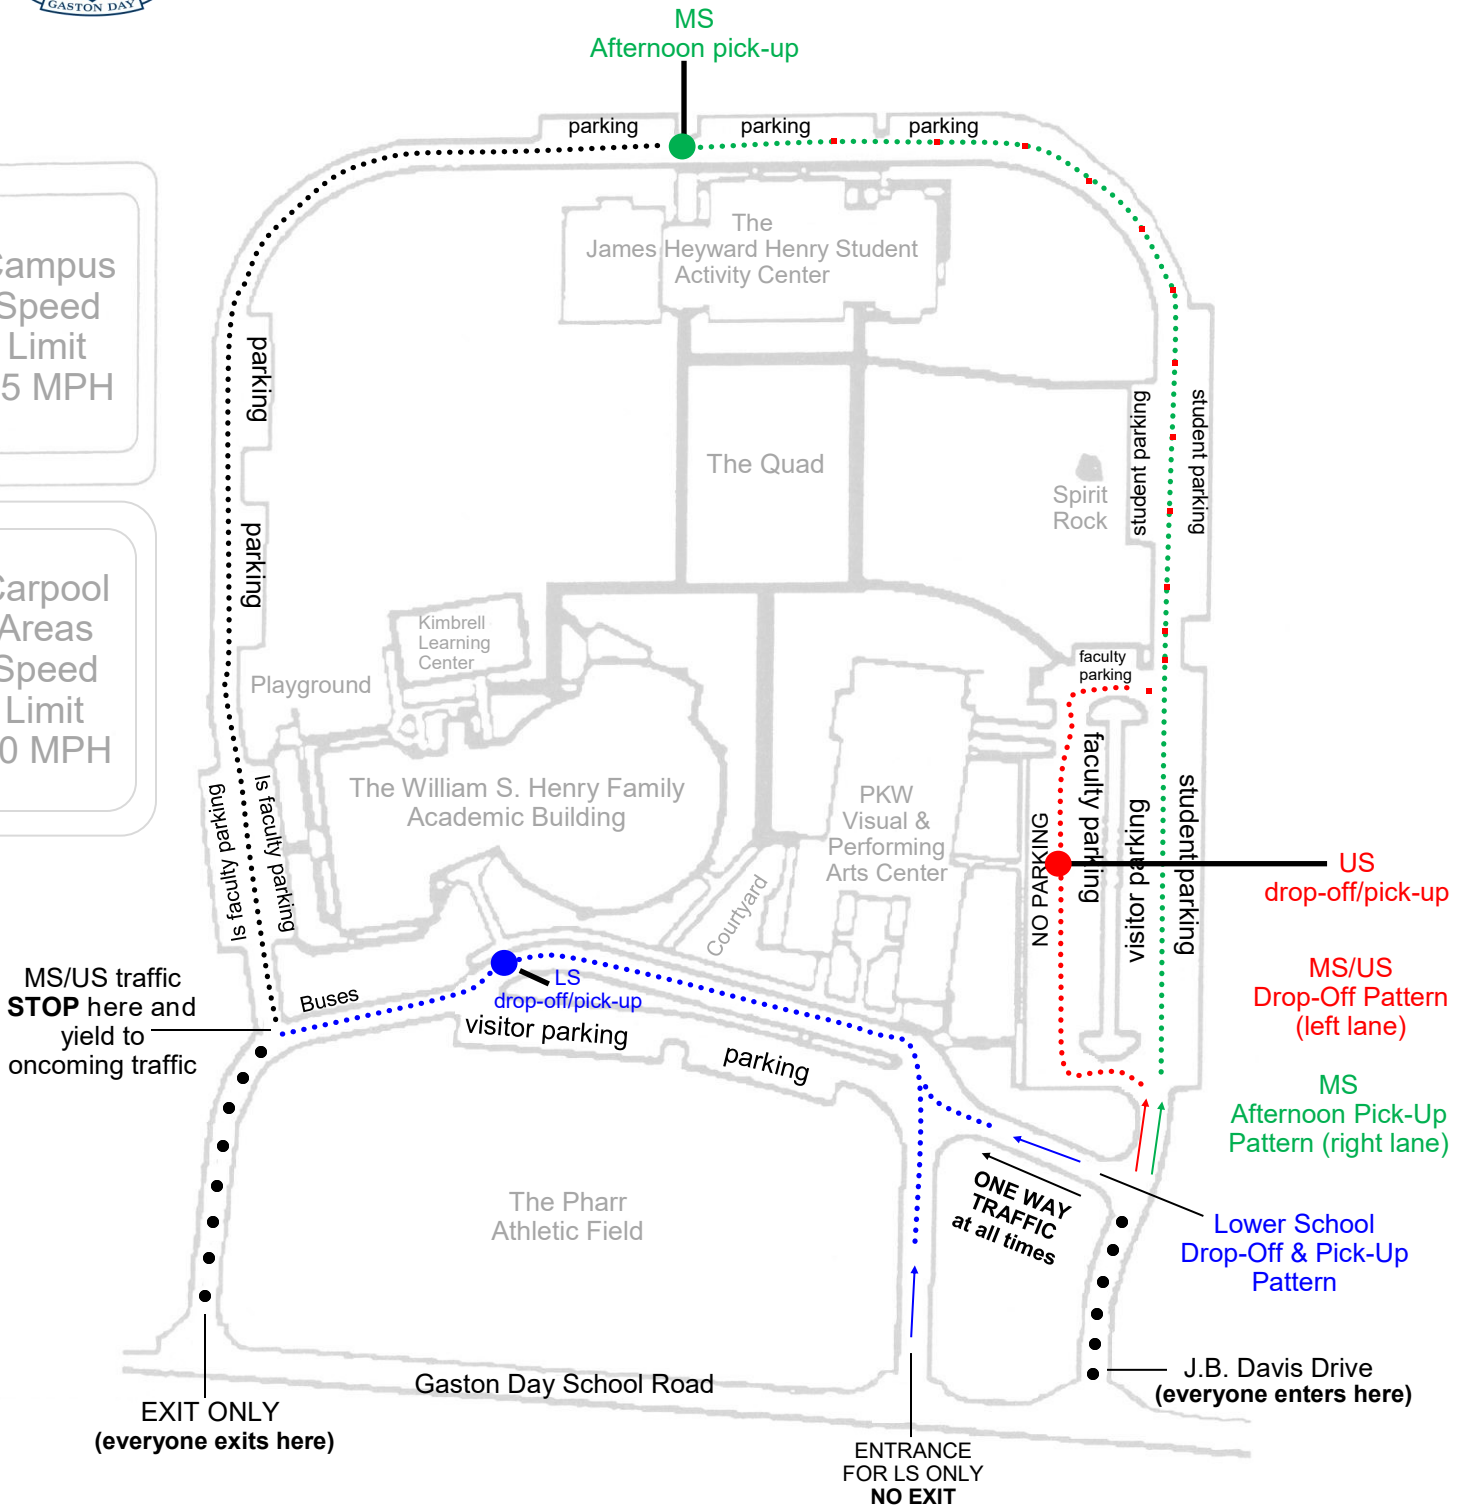 GASTON DAY
MS
Afternoon pick-up
parking
parking
parking
The
James Heyward Henry Student
Activity Center
ampus
Speed
Limit
5 MPH
parking
student parking
student parking
The Quad
Spirit
Rock
parking
arpool
Areas
Speed
Limit
0 MPH
Kimbrell
Learning
Center
Playground
faculty
parking
The William S. Henry Family
Academic Building
PKW
Visual &
Performing
Arts Center
ls faculty parking
ls faculty parking
NO PARKING
faculty parking
visitor parking
student parking
US
drop-off/pick-up
Courtyard
MS/US
Drop-Off Pattern
(left lane)
MS/US traffic
STOP here and
yield to
oncoming traffic
Buses
LS
drop-off/pick-up
visitor parking
parking
MS
Afternoon Pick-Up
Pattern (right lane)
ONE WAY
TRAFFIC
at all times
The Pharr
Athletic Field
Lower School
Drop-Off & Pick-Up
Pattern
Gaston Day School Road
J.B. Davis Drive
(everyone enters here)
EXIT ONLY
(everyone exits here)
ENTRANCE
FOR LS ONLY
NO EXIT